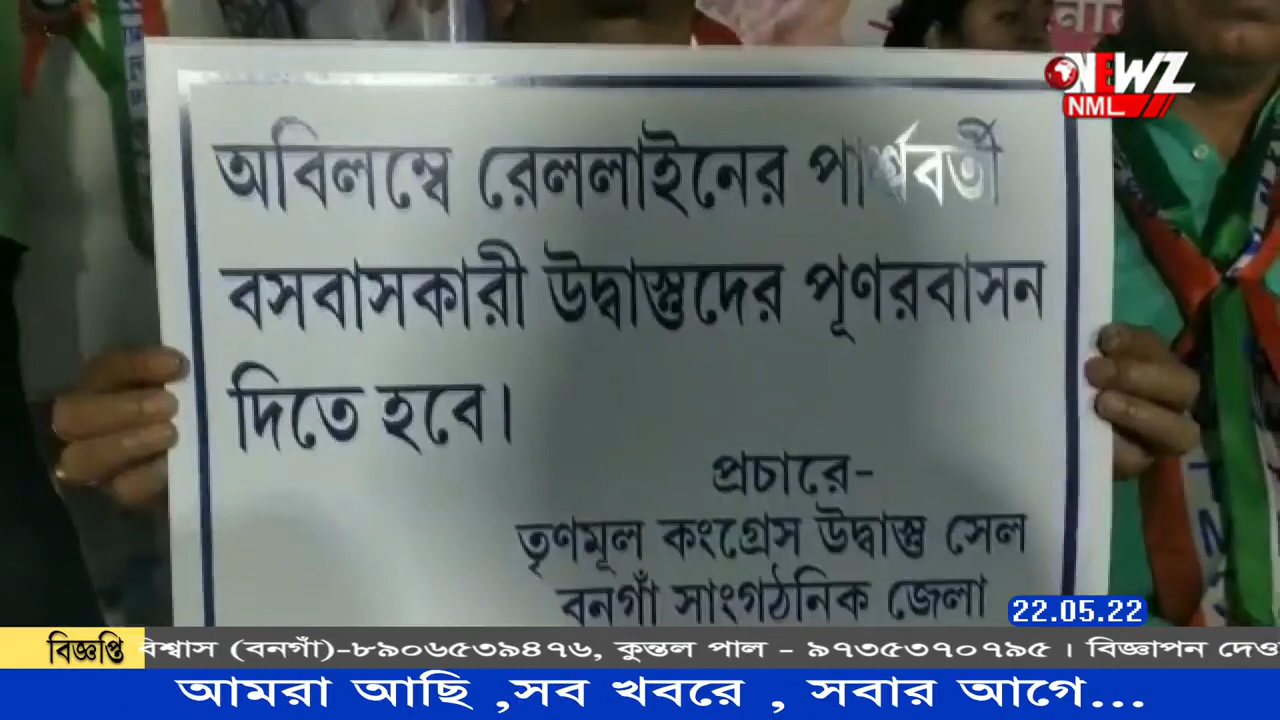 NEWZ
NML
অবিলম্বে রেললাইনের পার্শ্ববর্তী
বসবাসকারী উদ্বাস্তুদের পূণরবাসন
দিতে হবে।
প্রচারে-
তৃণমূল কংগ্রেস উদ্বাস্তু সেল
বনগাঁ সাংগঠনিক জেলা
22.05.22
বিজ্ঞপ্তি বিশ্বাস (বনগাঁ)-৮৯০৬৫৩৯৪৭৬, কুন্তল পাল - ৯৭৩৫৩৭০৭৯৫ । বিজ্ঞাপন দেও
আমরা আছি ,সব খবরে , সবার আগে...